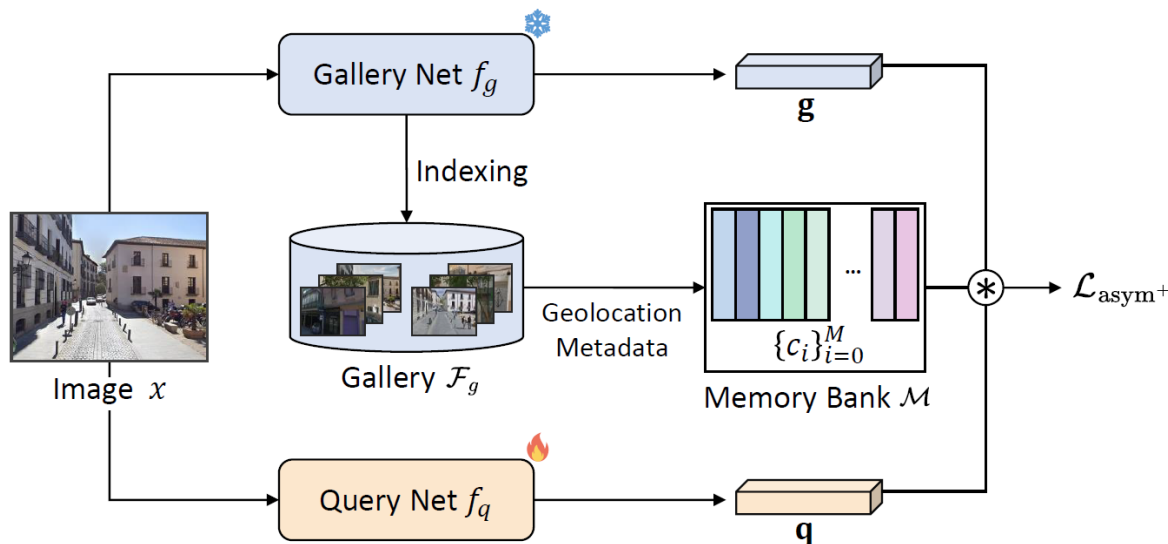 Gallery Net f_g
g
Indexing
Geolocation
Metadata
Gallery 𝓕_g
...
{c_i}_{i=0}^M
Memory Bank 𝓜
⊛
𝓛_asym⁺
Image x
Query Net f_q
q